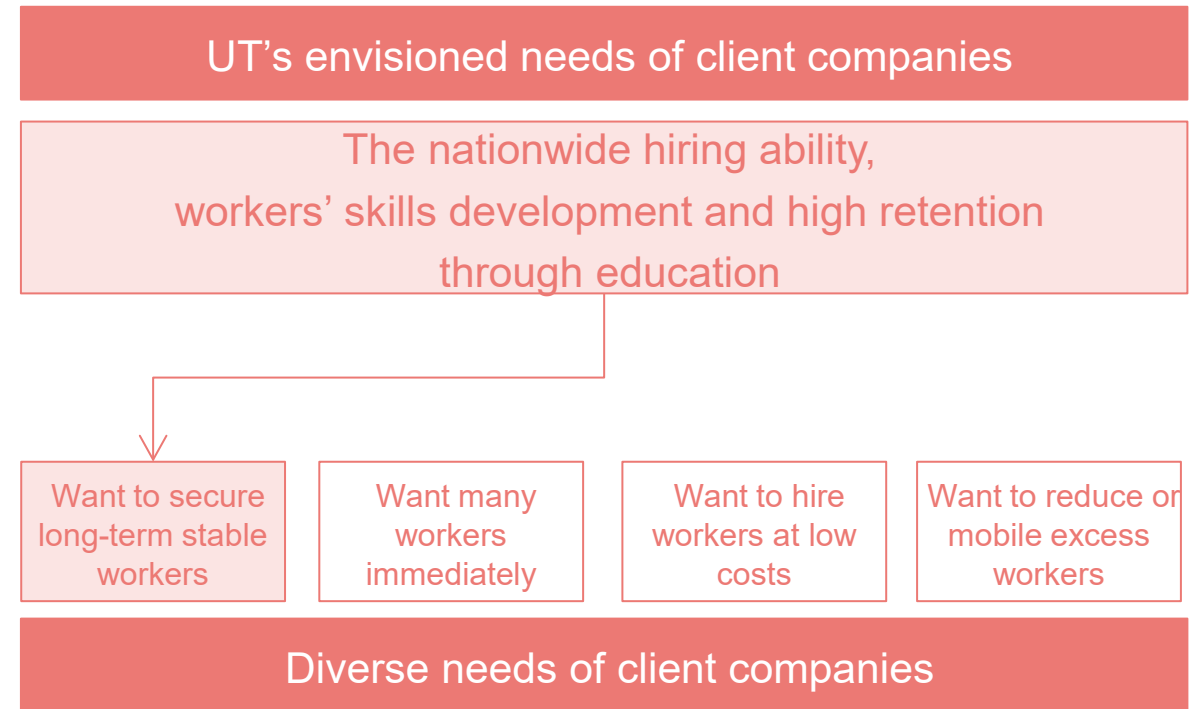 UT’s envisioned needs of client companies
The nationwide hiring ability,
workers’ skills development and high retention
through education
Want to secure
long-term stable
workers
Want many
workers
immediately
Want to hire
workers at low
costs
Want to reduce or
mobile excess
workers
Diverse needs of client companies